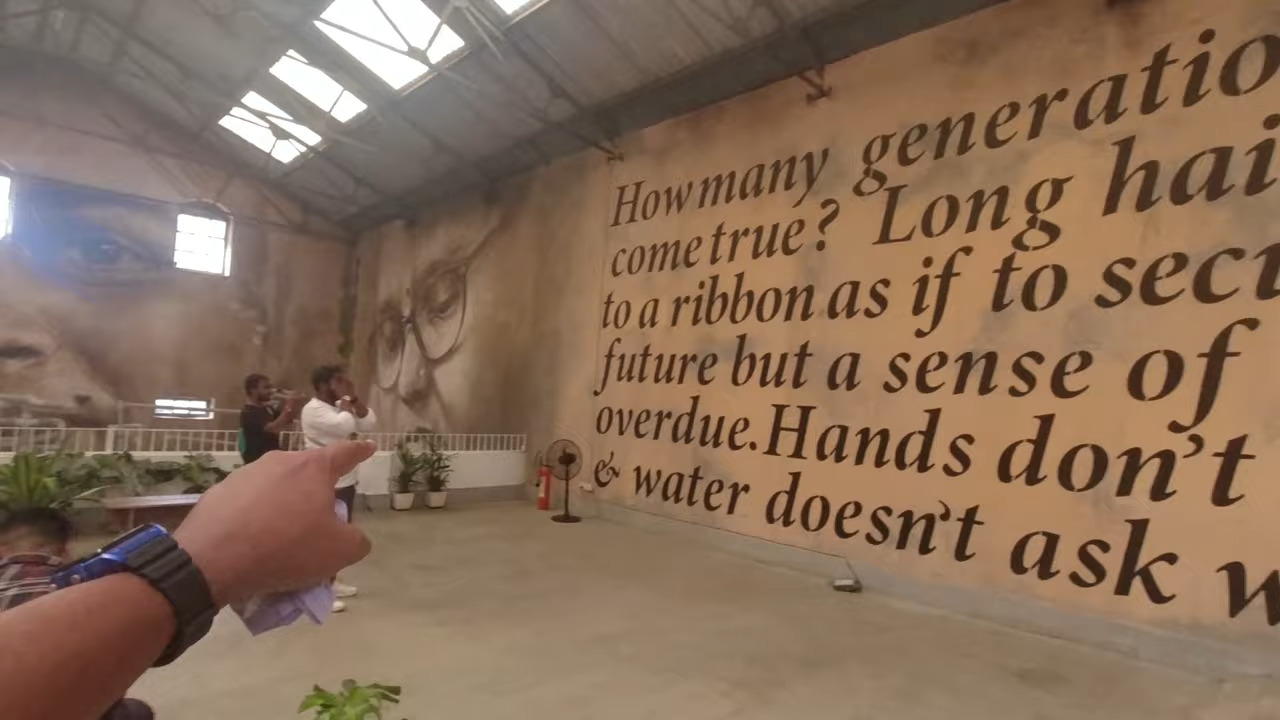 How many generatio
come true? Long hai
to a ribbon as if to secu
future but a sense of
overdue. Hands don't
& water doesn't ask w